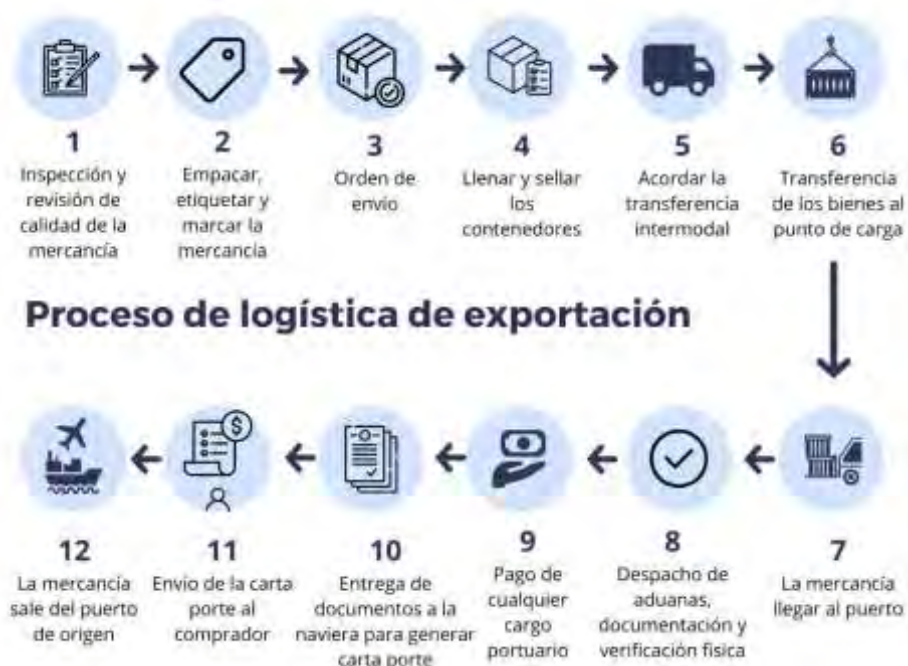 1
Inspección y
revisión de
calidad de la
mercancía
2
Empacar,
etiquetar y
marcar la
mercancia
3
Orden de
envio
4
Llenar y sellar
los
contenedores
5
Acordar la
transferencia
intermodal
6
Transferencia
de los bienes al
punto de carga
Proceso de logística de exportación
12
La mercancía
sale del puerto
de origen
11
Envio de la carta
porte al
comprador
10
Entrega de
documentos a la
naviera para generar
carta porte
9
Pago de
cualquier
cargo
portuario
8
Despacho de
aduanas,
documentación y
verificación fisica
7
La mercancía
llegar al puerto